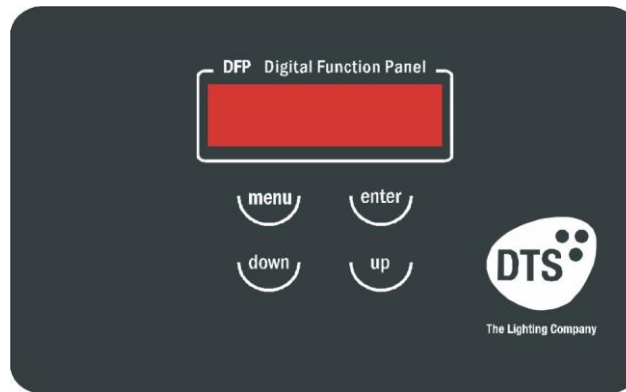 DFP Digital Function Panel
menu enter
down up
DTS
The Lighting Company